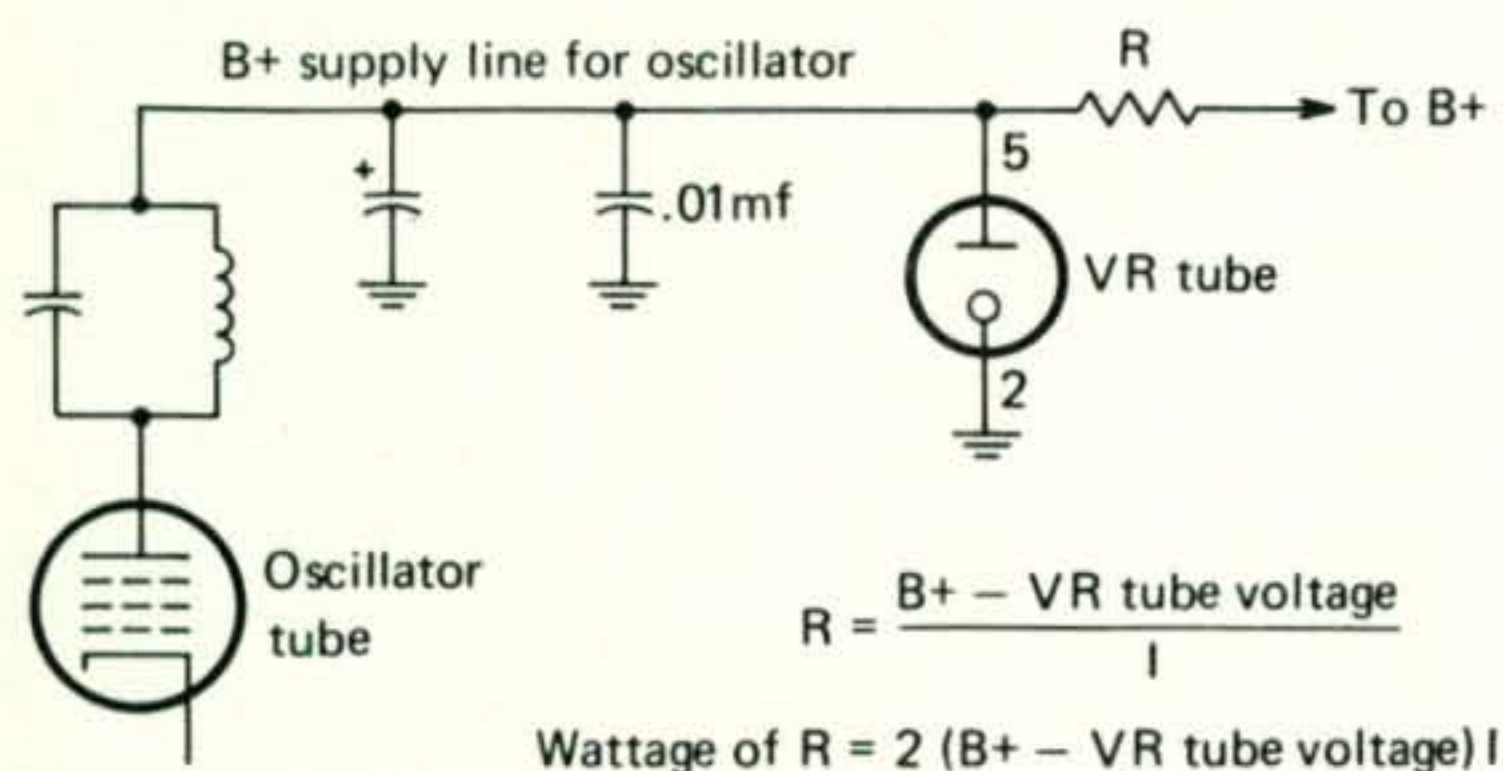 B+ supply line for oscillator
R
To B+
5
+
.01mf
VR tube
2
Oscillator
tube
R = B+ − VR tube voltage / I
Wattage of R = 2 (B+ − VR tube voltage) I